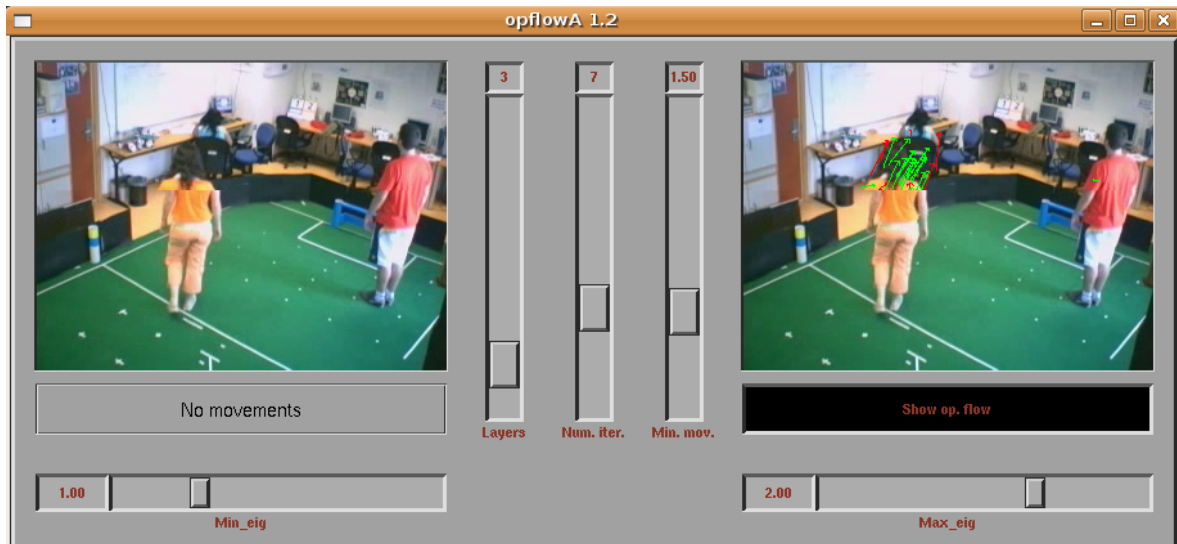 opflowA 1.2
3
7
1.50
No movements
Show op. flow
Layers
Num. iter.
Min. mov.
1.00
2.00
Min_eig
Max_eig